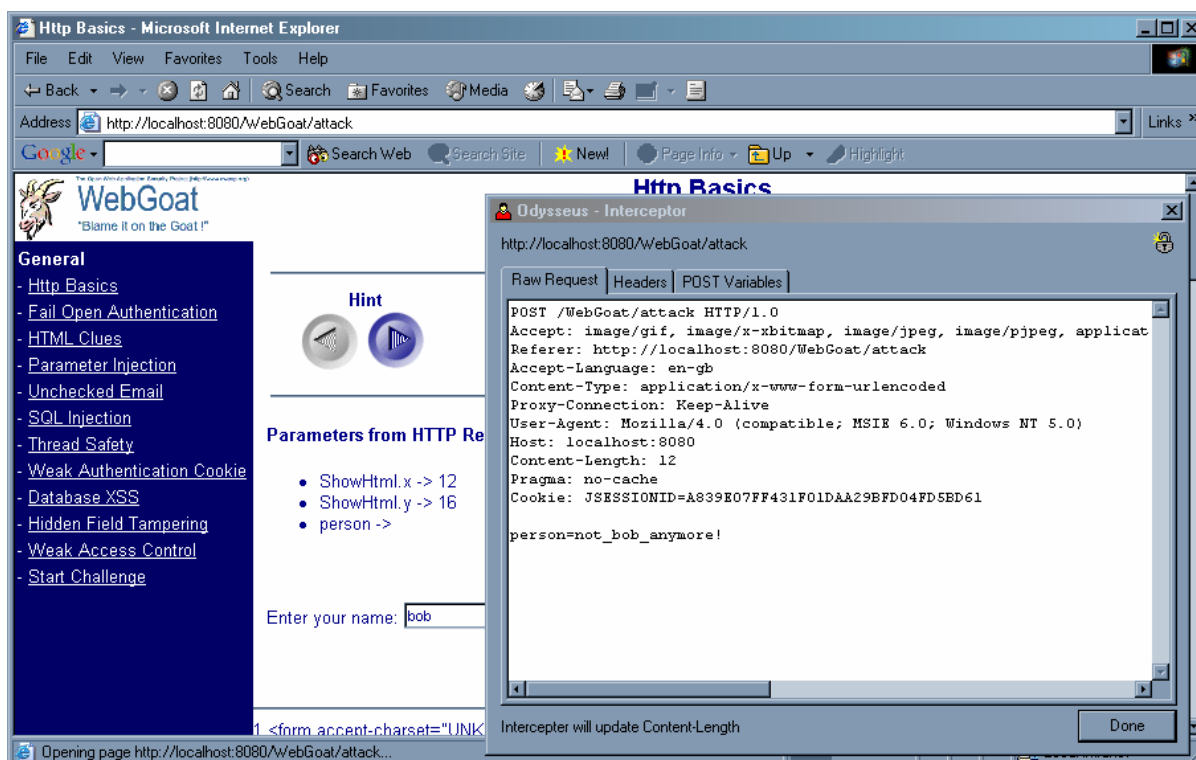 Http Basics - Microsoft Internet Explorer
File Edit View Favorites Tools Help
Back Search Favorites Media
Address http://localhost:8080/WebGoat/attack Links »
Google Search Web Search Site New! Page Info Up Highlight
WebGoat
"Blame it on the Goat !"
General
- Http Basics
- Fail Open Authentication
- HTML Clues
- Parameter Injection
- Unchecked Email
- SQL Injection
- Thread Safety
- Weak Authentication Cookie
- Database XSS
- Hidden Field Tampering
- Weak Access Control
- Start Challenge
Http Basics
Hint
Parameters from HTTP Re
• ShowHtml.x -> 12
• ShowHtml.y -> 16
• person ->
Enter your name: bob
1 <form accept-charset="UNK
Odysseus - Interceptor
http://localhost:8080/WebGoat/attack
Raw Request Headers POST Variables
POST /WebGoat/attack HTTP/1.0
Accept: image/gif, image/x-xbitmap, image/jpeg, image/pjpeg, applicat
Referer: http://localhost:8080/WebGoat/attack
Accept-Language: en-gb
Content-Type: application/x-www-form-urlencoded
Proxy-Connection: Keep-Alive
User-Agent: Mozilla/4.0 (compatible; MSIE 6.0; Windows NT 5.0)
Host: localhost:8080
Content-Length: 12
Pragma: no-cache
Cookie: JSESSIONID=A839E07FF431F01DAA29BFD04FD5BD61
person=not_bob_anymore!
Intercepter will update Content-Length
Done
Opening page http://localhost:8080/WebGoat/attack...